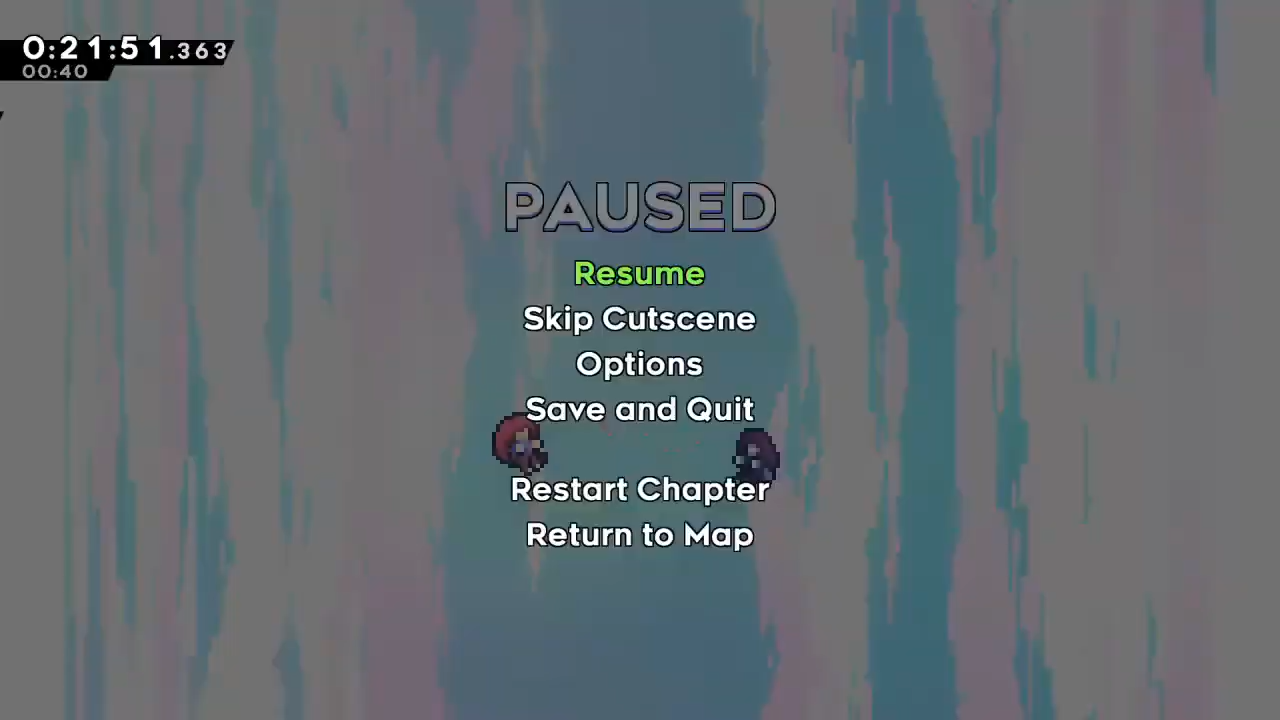 0:21:51.363
00:40
PAUSED
Resume
Skip Cutscene
Options
Save and Quit
Restart Chapter
Return to Map